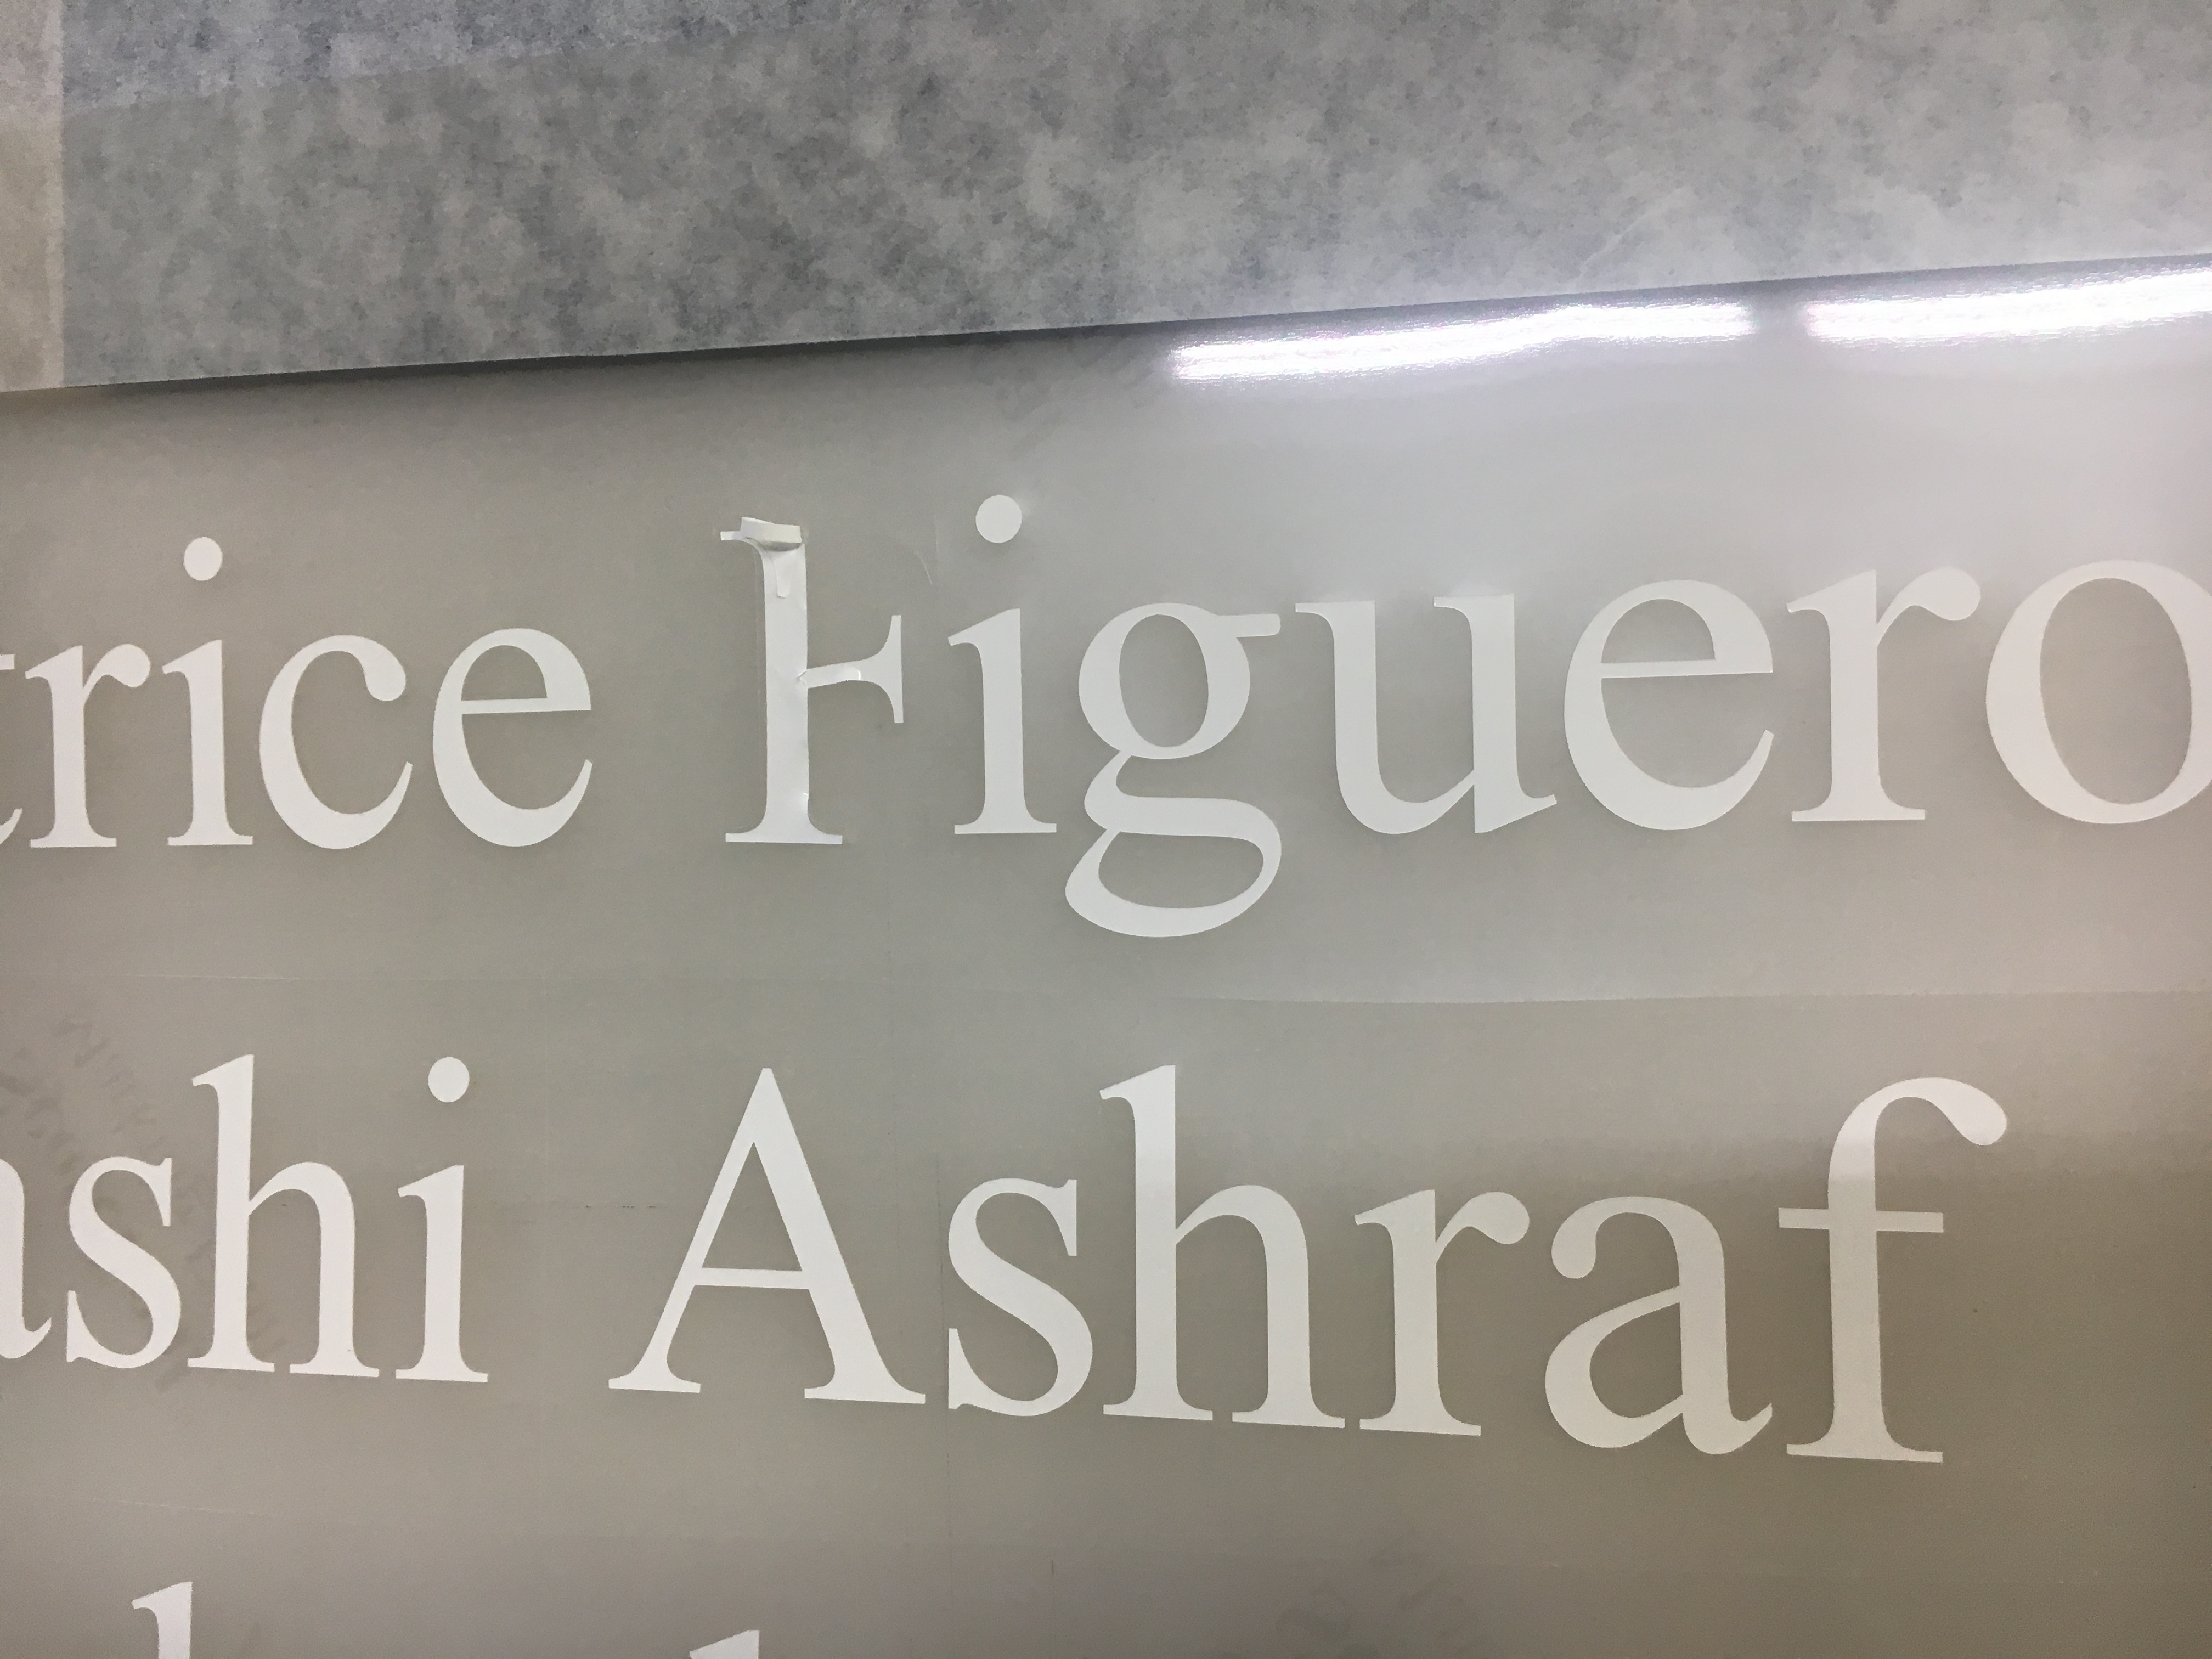 trice Figuero
ashi Ashraf